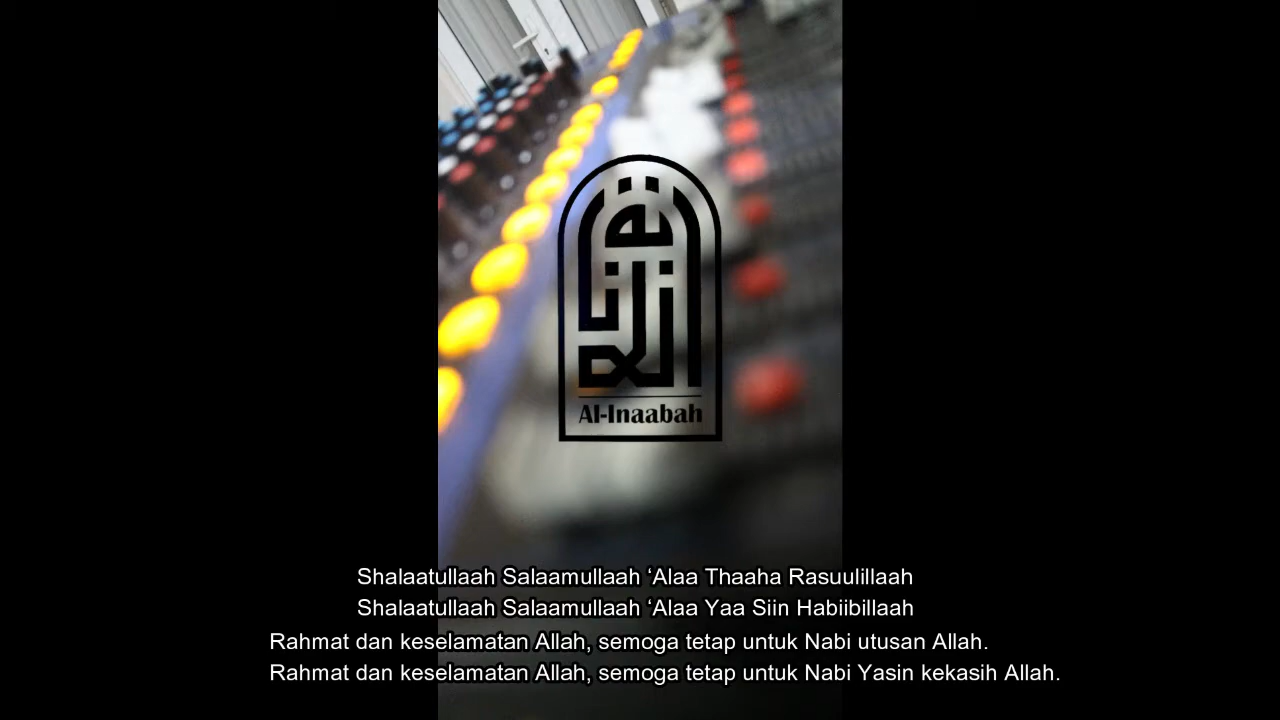 الإنابة
Al-Inaabah
Shalaatullaah Salaamullaah ‘Alaa Thaaha Rasuulillaah
Shalaatullaah Salaamullaah ‘Alaa Yaa Siin Habiibillaah
Rahmat dan keselamatan Allah, semoga tetap untuk Nabi utusan Allah.
Rahmat dan keselamatan Allah, semoga tetap untuk Nabi Yasin kekasih Allah.